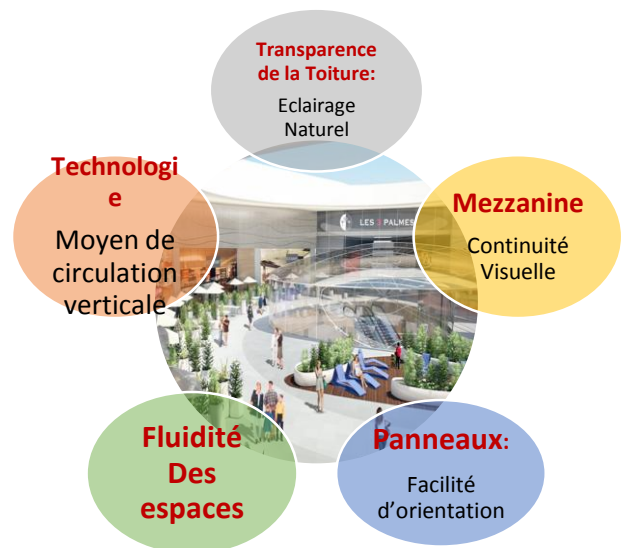 Transparence
de la Toiture:
Eclairage
Naturel
Technologi
e
Moyen de
circulation
verticale
LES 3 PALMES
Mezzanine
Continuité
Visuelle
Fluidité
Des
espaces
Panneaux:
Facilité
d'orientation